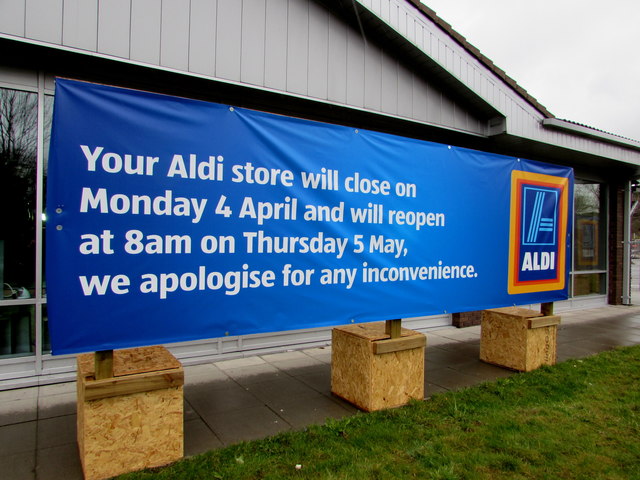 Your Aldi store will close on
Monday 4 April and will reopen
at 8am on Thursday 5 May,
we apologise for any inconvenience.
ALDI